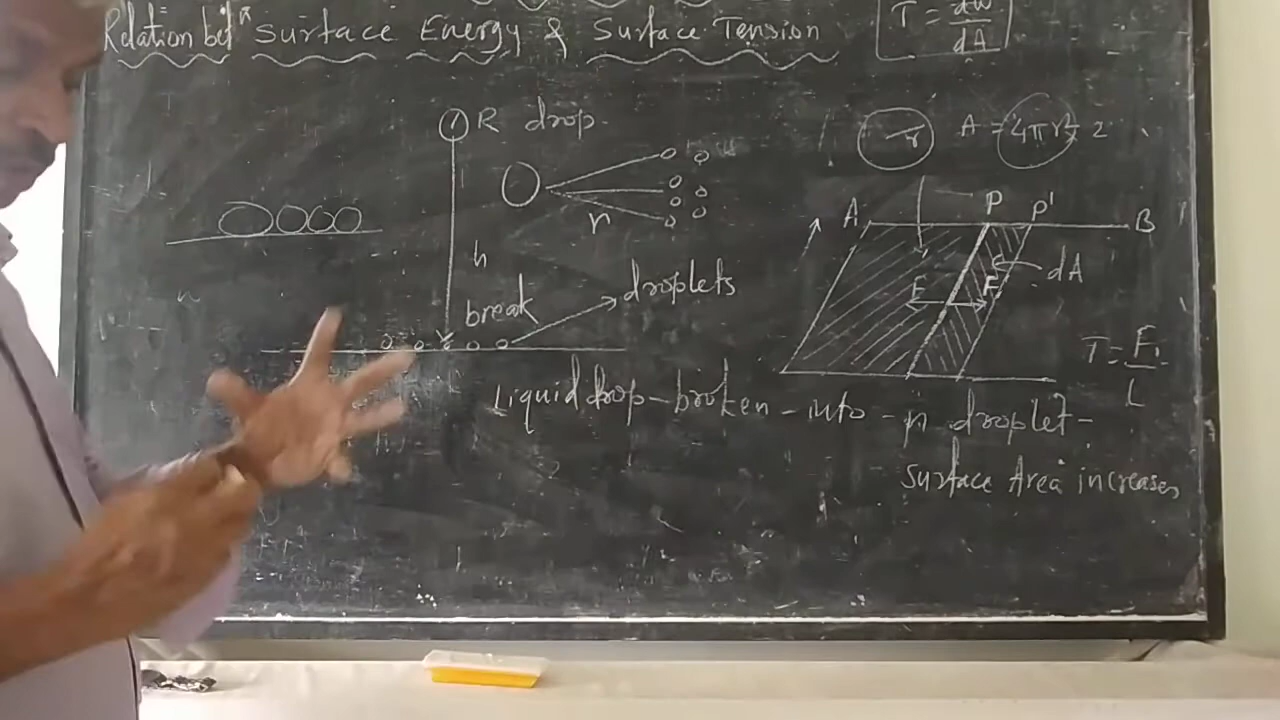 Relation betⁿ Surface Energy & Surface Tension
T = dw/dA
R drop
r A = 4πr² × 2
n
h
break
droplets
A P P' B
F F dA
T = F/L
Liquid drop - broken - into - n droplet -
Surface Area increases